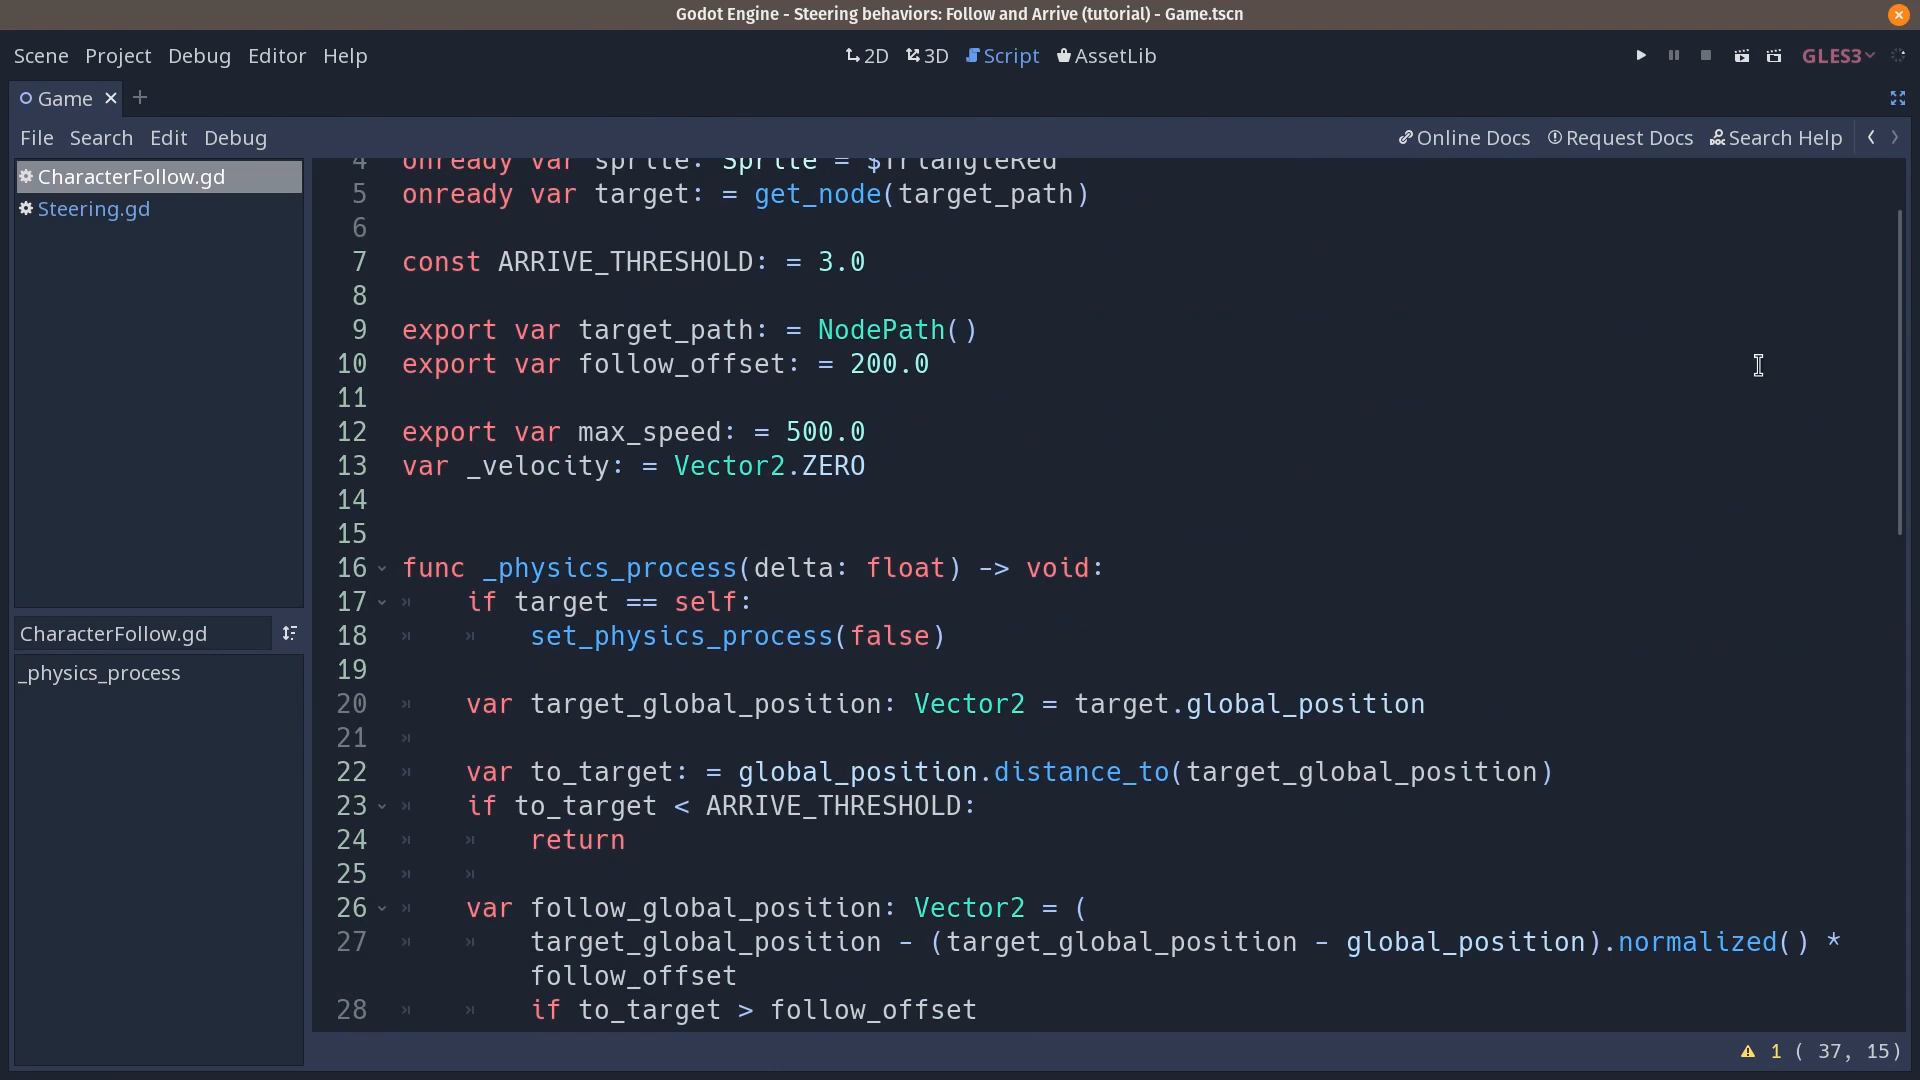 Godot Engine - Steering behaviors: Follow and Arrive (tutorial) - Game.tscn
Scene Project Debug Editor Help
2D 3D Script AssetLib
GLES3
Game
File Search Edit Debug
Online Docs Request Docs Search Help
CharacterFollow.gd
Steering.gd
CharacterFollow.gd
_physics_process
4 onready var sprite: Sprite = $TriangleRed
5 onready var target: = get_node(target_path)
6
7 const ARRIVE_THRESHOLD: = 3.0
8
9 export var target_path: = NodePath()
10 export var follow_offset: = 200.0
11
12 export var max_speed: = 500.0
13 var _velocity: = Vector2.ZERO
14
15
16 func _physics_process(delta: float) -> void:
17 if target == self:
18 set_physics_process(false)
19
20 var target_global_position: Vector2 = target.global_position
21
22 var to_target: = global_position.distance_to(target_global_position)
23 if to_target < ARRIVE_THRESHOLD:
24 return
25
26 var follow_global_position: Vector2 = (
27 target_global_position - (target_global_position - global_position).normalized() *
follow_offset
28 if to_target > follow_offset
1 ( 37, 15)